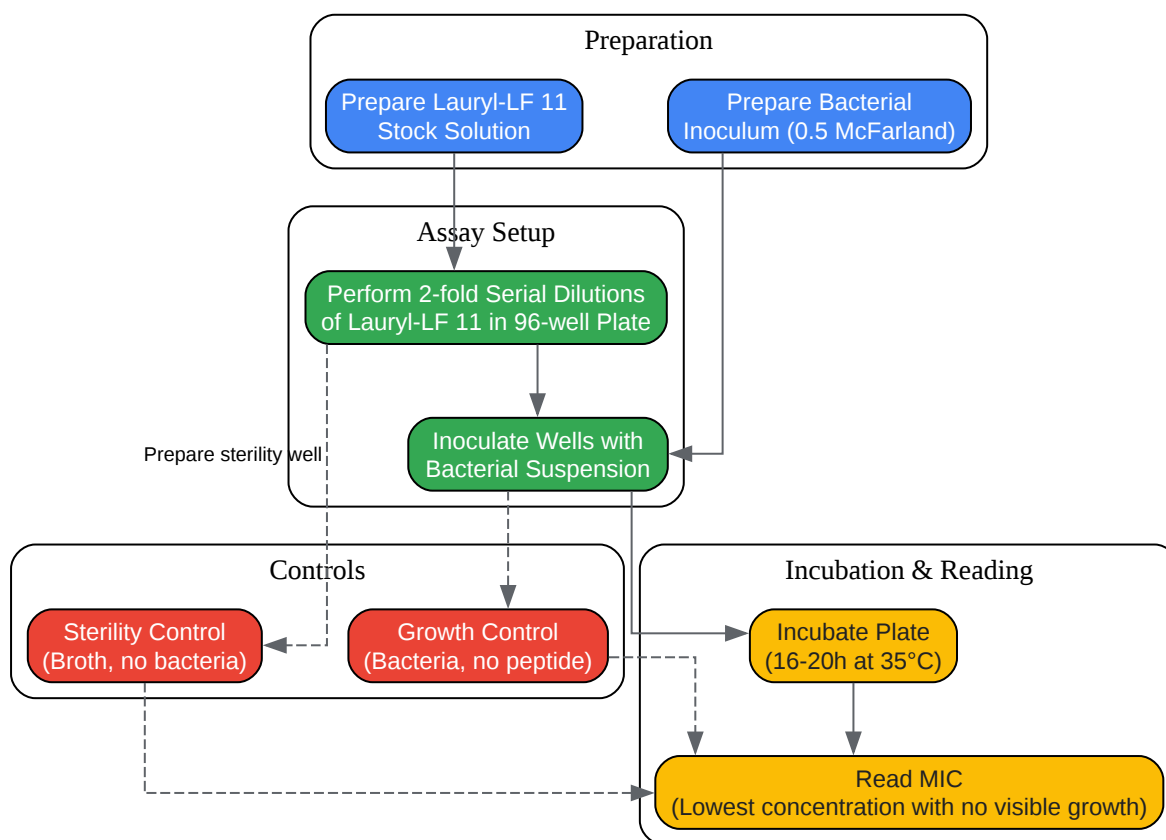 Preparation
Prepare Lauryl-LF 11
Stock Solution
Prepare Bacterial
Inoculum (0.5 McFarland)
Assay Setup
Perform 2-fold Serial Dilutions
of Lauryl-LF 11 in 96-well Plate
Prepare sterility well
Inoculate Wells with
Bacterial Suspension
Controls
Sterility Control
(Broth, no bacteria)
Growth Control
(Bacteria, no peptide)
Incubation & Reading
Incubate Plate
(16-20h at 35°C)
Read MIC
(Lowest concentration with no visible growth)